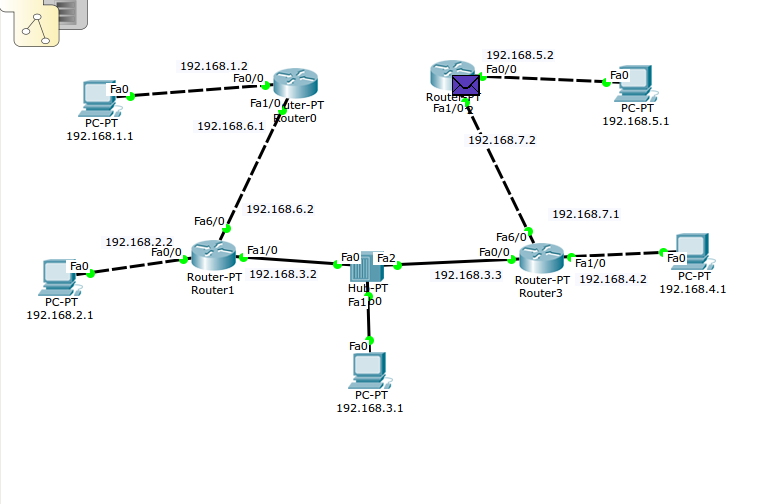 192.168.5.2
192.168.1.2
Fa0/0
Fa0/0
Fa0
Fa0
Fa1/0
PC-PT
192.168.1.1
Router0
Fa1/0
PC-PT
192.168.5.1
192.168.6.1
192.168.7.2
192.168.6.2
192.168.7.1
Fa6/0
Fa6/0
192.168.2.2
Fa0/0
Fa1/0
Fa0
Fa2
Fa0/0
Fa1/0
Fa0
Fa0
192.168.3.2
192.168.3.3
192.168.4.2
Router-PT
Router1
Router-PT
Router3
PC-PT
192.168.4.1
PC-PT
192.168.2.1
Hub-PT
Fa0
PC-PT
192.168.3.1